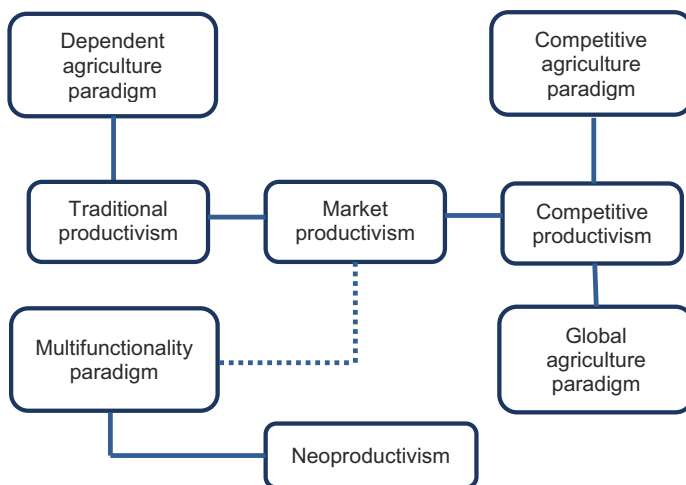 Dependent
agriculture
paradigm
Competitive
agriculture
paradigm
Traditional
productivism
Market
productivism
Competitive
productivism
Multifunctionality
paradigm
Global
agriculture
paradigm
Neoproductivism